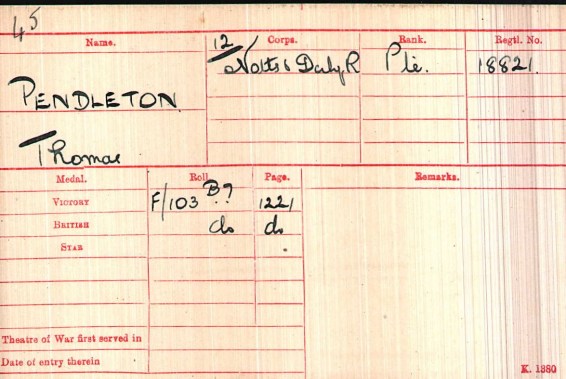 45
Name. Corps. Rank. Regtl. No.
12/Notts & Derby R Pte. 18821.
PENDLETON
Thomas
Medal. Roll Page. Remarks.
VICTORY F/103 B7 1221
BRITISH do do
STAR
Theatre of War first served in
Date of entry therein
K. 1380